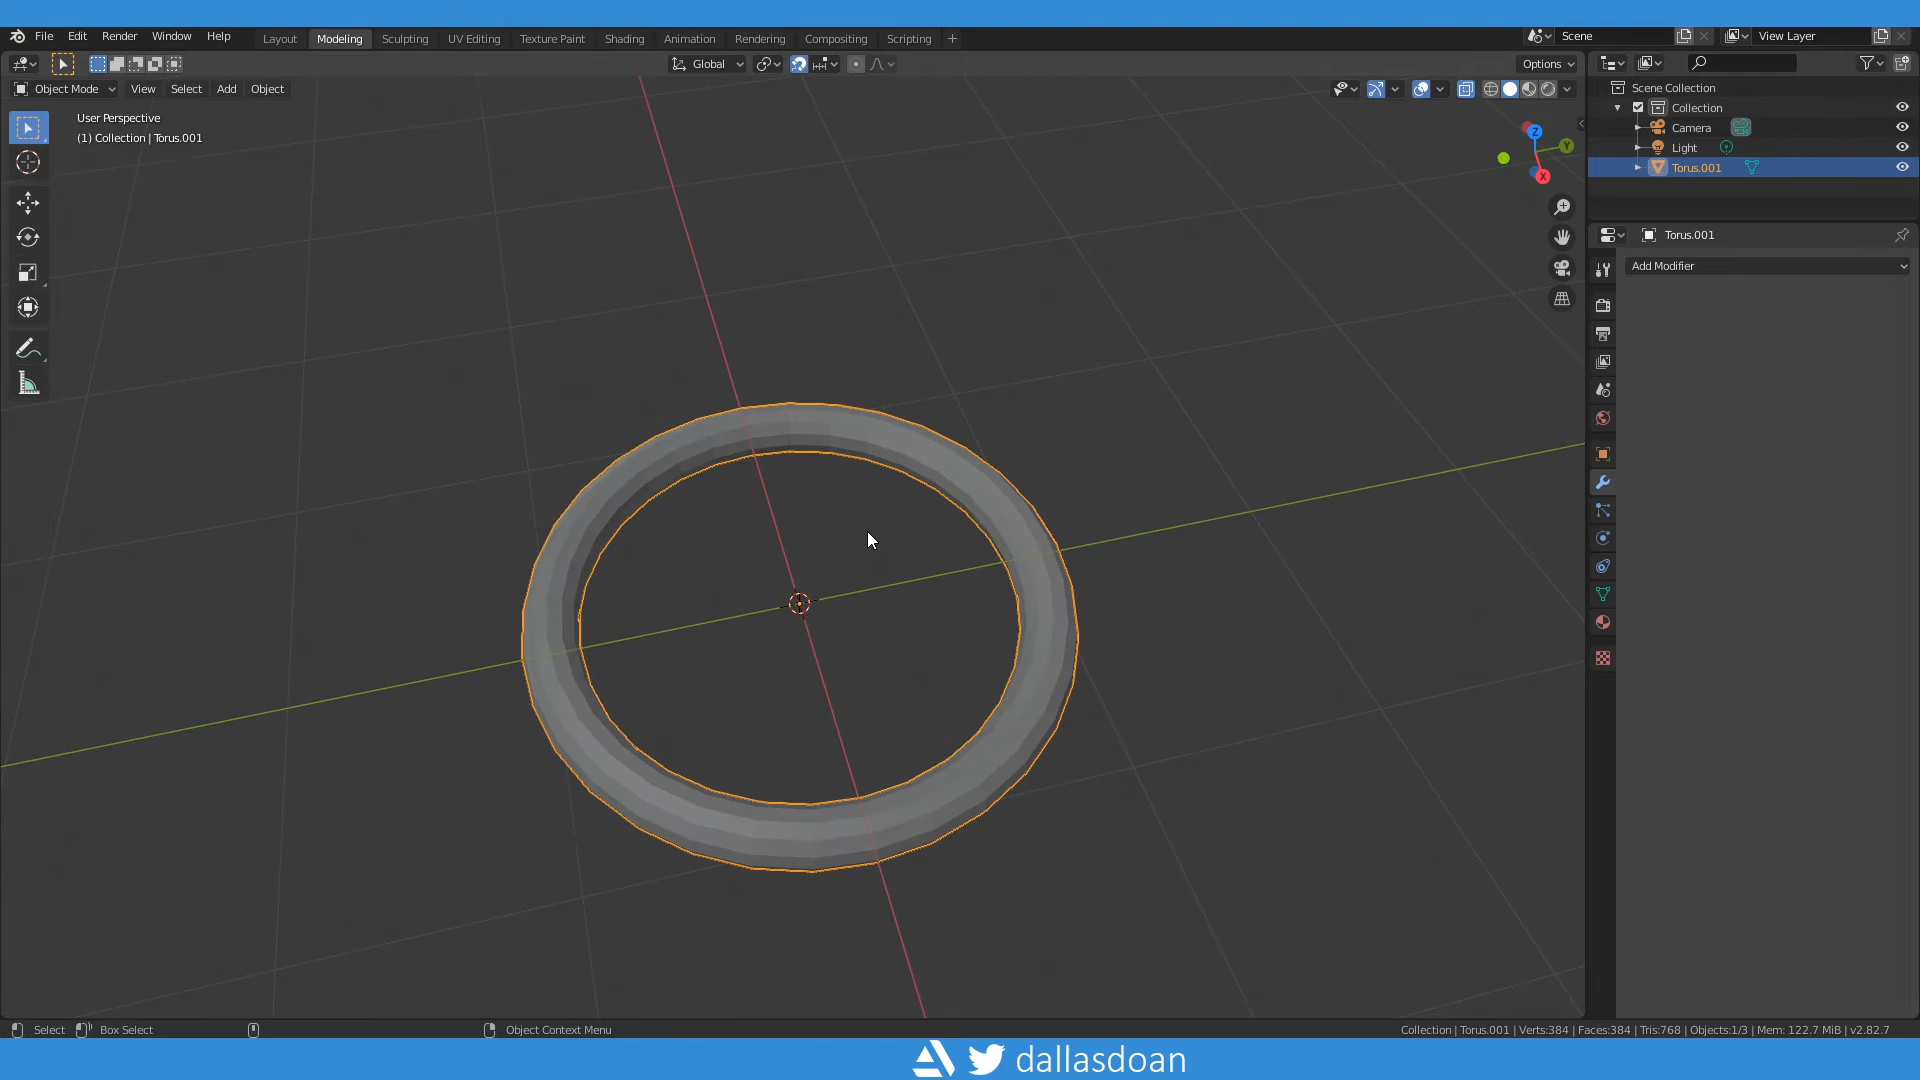 File Edit Render Window Help
Layout Modeling Sculpting UV Editing Texture Paint Shading Animation Rendering Compositing Scripting +
Scene
View Layer
Global
Options
Object Mode View Select Add Object
User Perspective
(1) Collection | Torus.001
Z
Y
X
Scene Collection
Collection
Camera
Light
Torus.001
Torus.001
Add Modifier
Select Box Select Object Context Menu
Collection | Torus.001 | Verts:384 | Faces:384 | Tris:768 | Objects:1/3 | Mem: 122.7 MiB | v2.82.7
dallasdoan